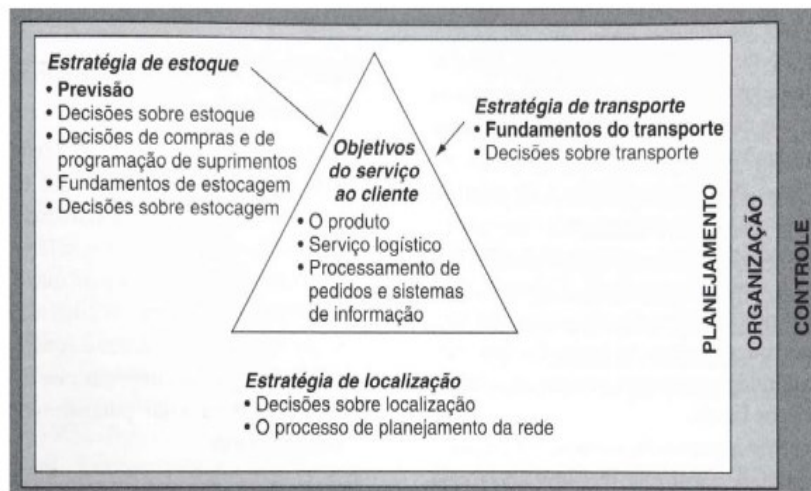 Estratégia de estoque
• Previsão
• Decisões sobre estoque
• Decisões de compras e de
programação de suprimentos
• Fundamentos de estocagem
• Decisões sobre estocagem
Objetivos
do serviço
ao cliente
• O produto
• Serviço logístico
• Processamento de
pedidos e sistemas
de informação
Estratégia de transporte
• Fundamentos do transporte
• Decisões sobre transporte
Estratégia de localização
• Decisões sobre localização
• O processo de planejamento da rede
PLANEJAMENTO
ORGANIZAÇÃO
CONTROLE